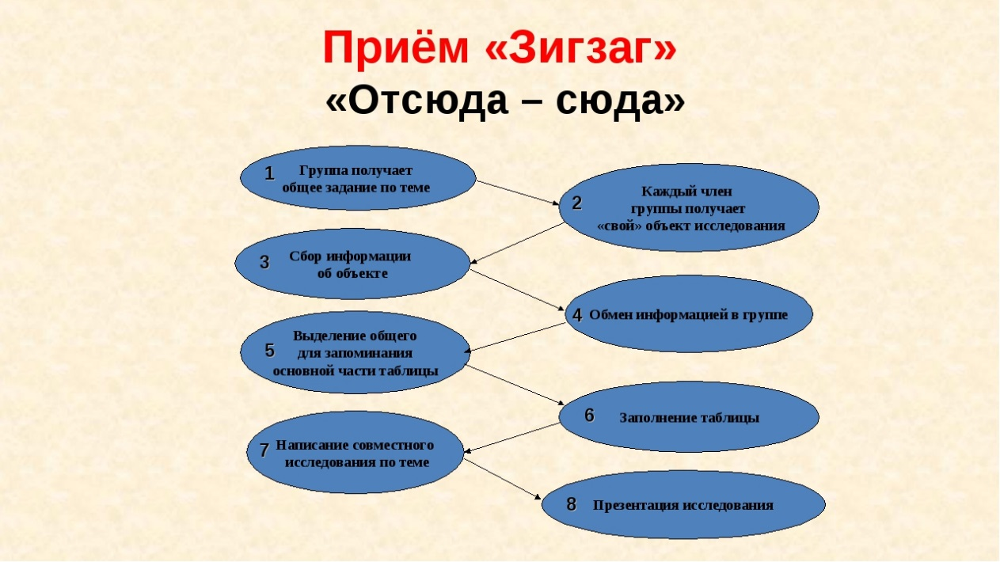 Приём «Зигзаг»
«Отсюда – сюда»
1
Группа получает
общее задание по теме
2
Каждый член
группы получает
«свой» объект исследования
3
Сбор информации
об объекте
4
Обмен информацией в группе
5
Выделение общего
для запоминания
основной части таблицы
6
Заполнение таблицы
7
Написание совместного
исследования по теме
8
Презентация исследования